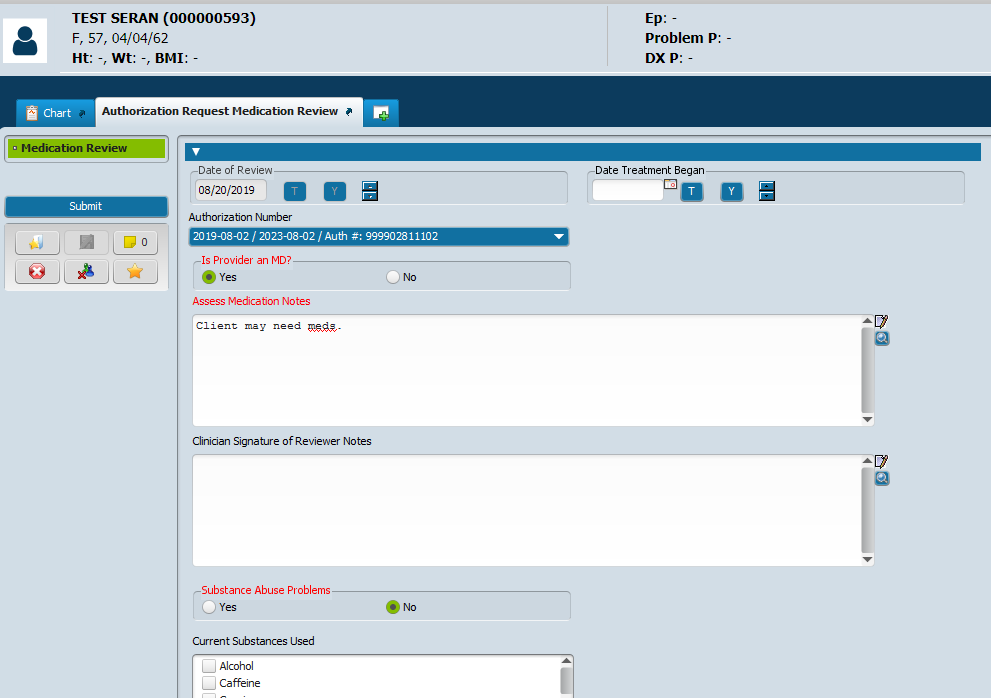 TEST SERAN (000000593)
F, 57, 04/04/62
Ht: -, Wt: -, BMI: -
Ep: -
Problem P: -
DX P: -
Chart
Authorization Request Medication Review
Medication Review
Submit
0
Date of Review
08/20/2019
T
Y
Date Treatment Began
T
Y
Authorization Number
2019-08-02 / 2023-08-02 / Auth #: 999902811102
Is Provider an MD?
Yes
No
Assess Medication Notes
Client may need meds.
Clinician Signature of Reviewer Notes
Substance Abuse Problems
Yes
No
Current Substances Used
Alcohol
Caffeine